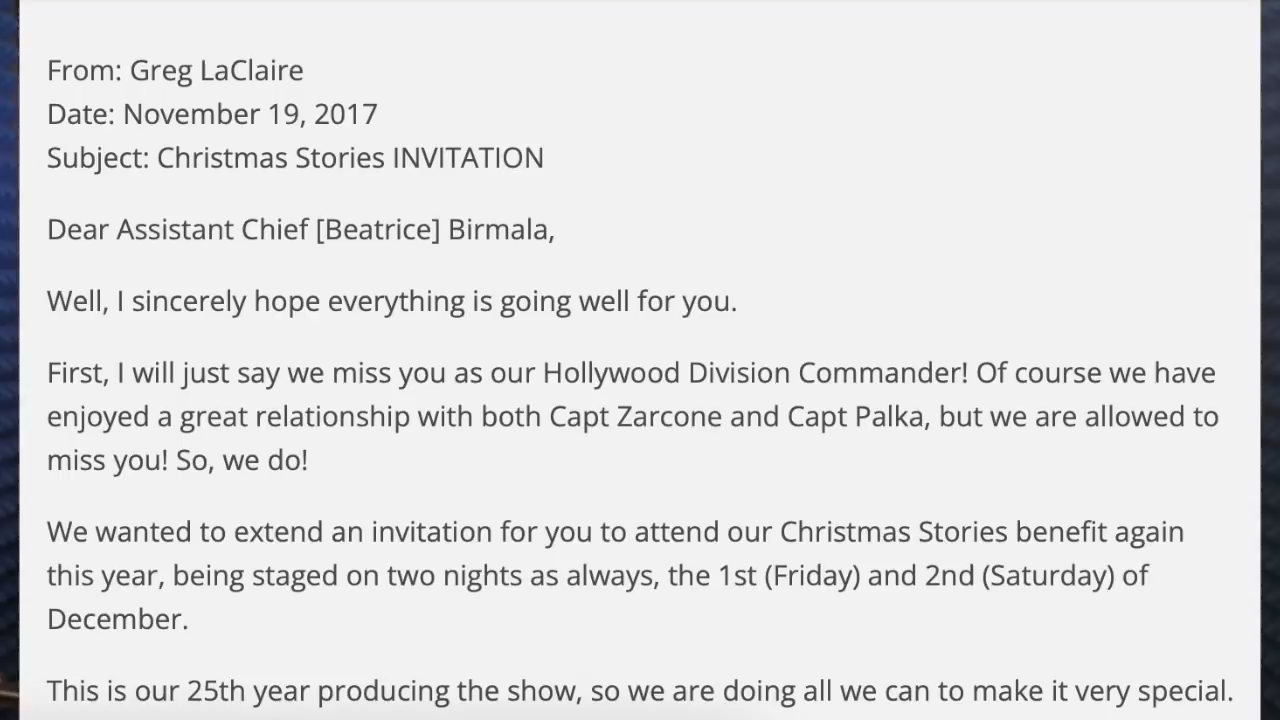 From: Greg LaClaire
Date: November 19, 2017
Subject: Christmas Stories INVITATION
Dear Assistant Chief [Beatrice] Birmala,
Well, I sincerely hope everything is going well for you.
First, I will just say we miss you as our Hollywood Division Commander! Of course we have
enjoyed a great relationship with both Capt Zarcone and Capt Palka, but we are allowed to
miss you! So, we do!
We wanted to extend an invitation for you to attend our Christmas Stories benefit again
this year, being staged on two nights as always, the 1st (Friday) and 2nd (Saturday) of
December.
This is our 25th year producing the show, so we are doing all we can to make it very special.